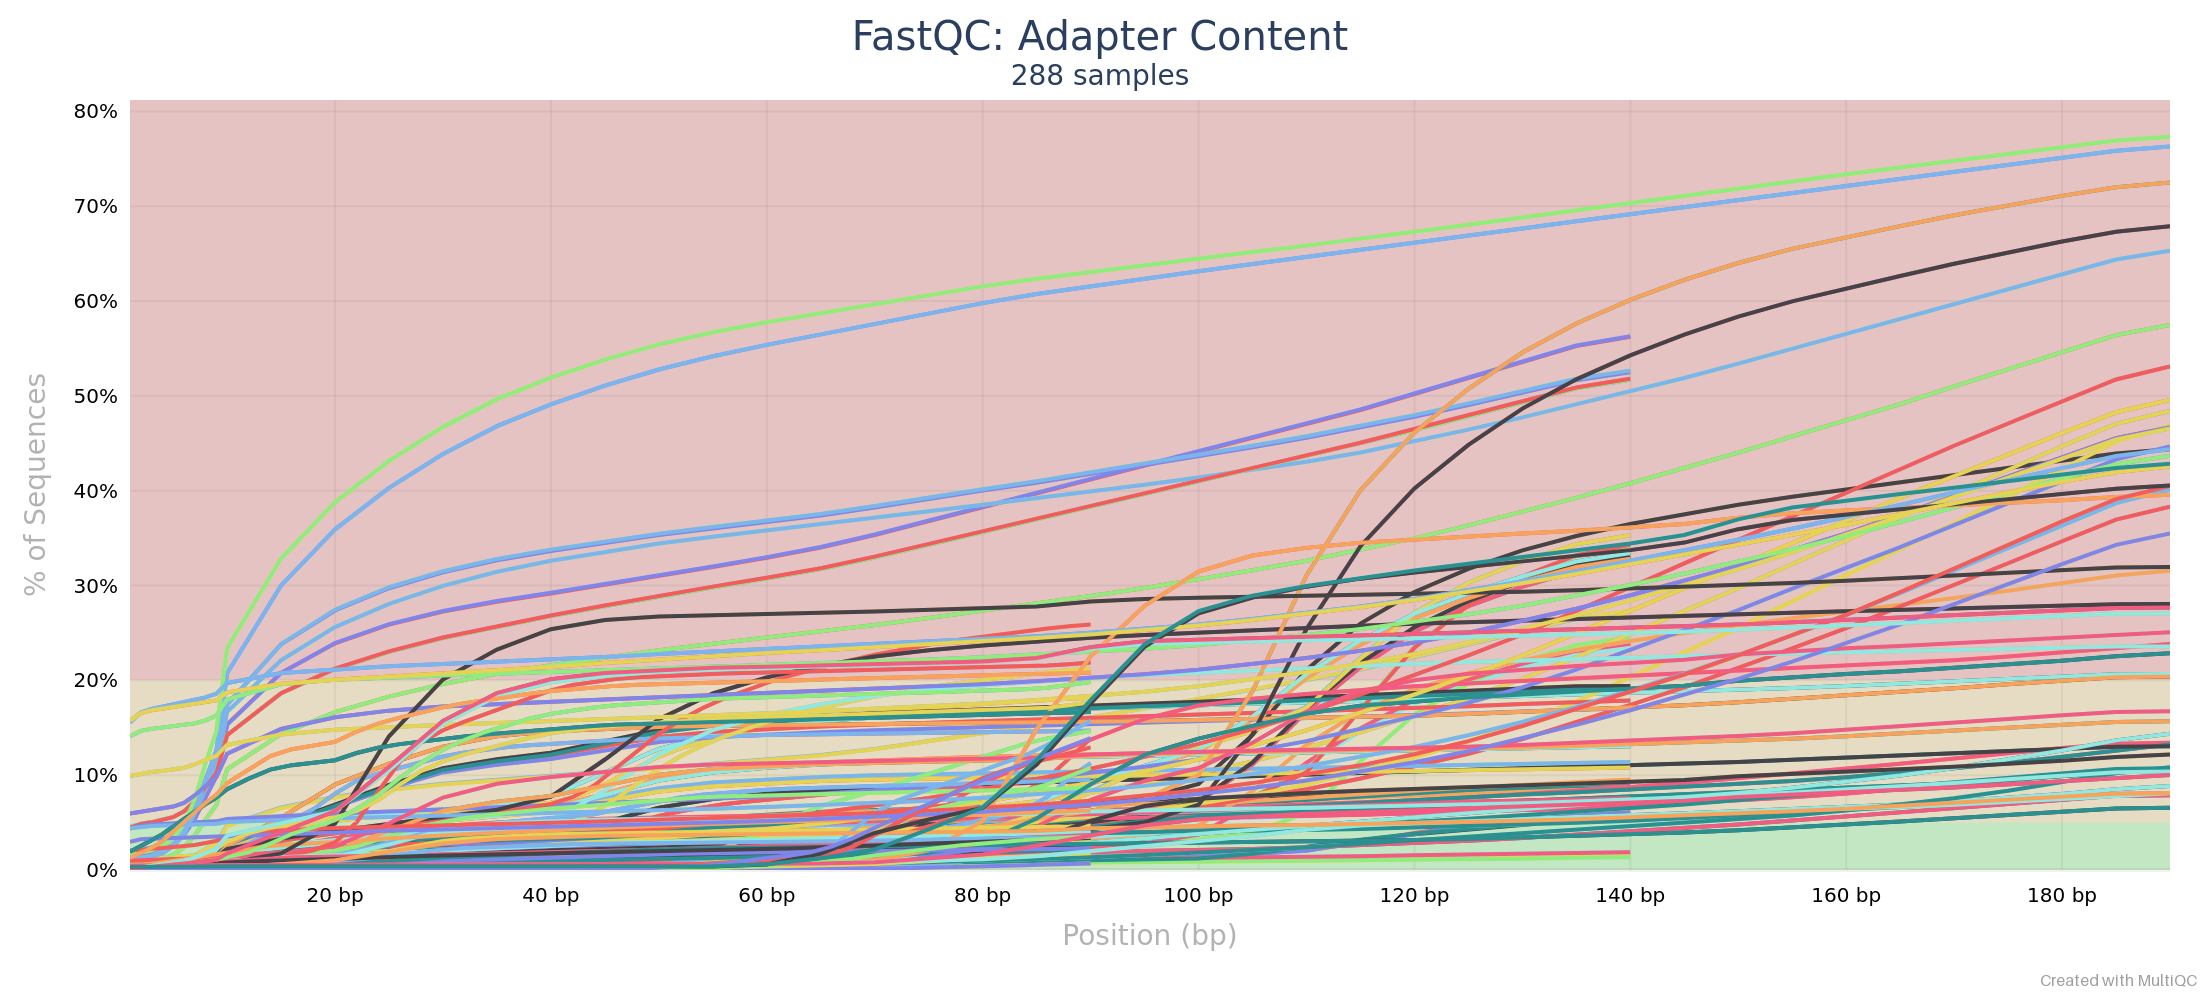 FastQC: Adapter Content
288 samples
80%
70%
60%
50%
40%
30%
20%
10%
0%
% of Sequences
20 bp
40 bp
60 bp
80 bp
100 bp
120 bp
140 bp
160 bp
180 bp
Position (bp)
Created with MultiQC